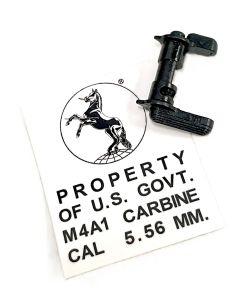 ®
PROPERTY
OF U.S. GOVT.
M4A1 CARBINE
CAL 5.56 MM.